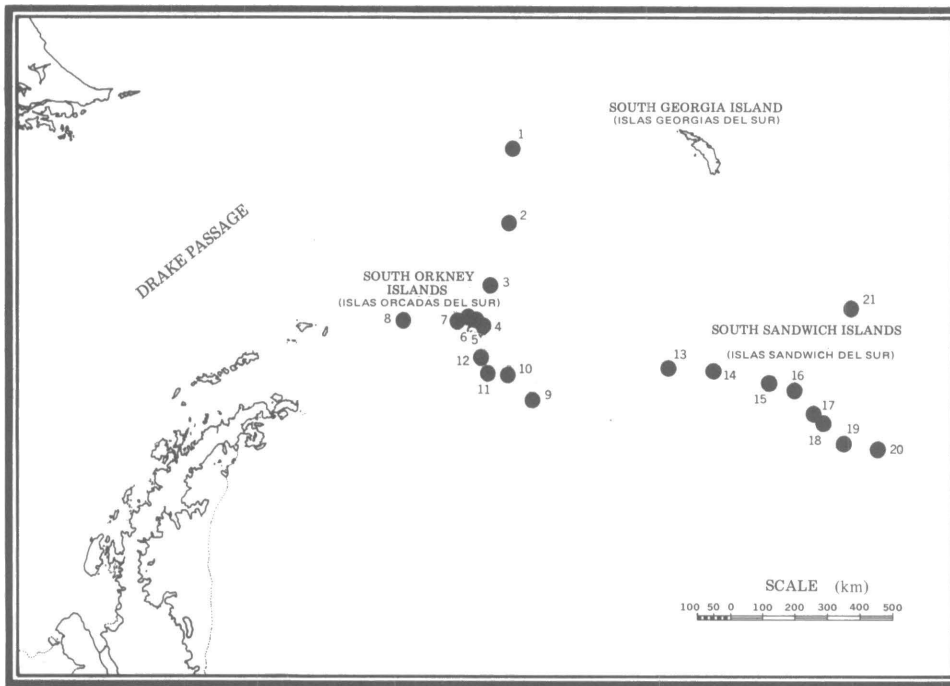 SOUTH GEORGIA ISLAND
(ISLAS GEORGIAS DEL SUR)
1
2
DRAKE PASSAGE
SOUTH ORKNEY
ISLANDS
(ISLAS ORCADAS DEL SUR)
3
8
7
6
5
4
21
SOUTH SANDWICH ISLANDS
(ISLAS SANDWICH DEL SUR)
12
11
10
9
13
14
15
16
17
18
19
20
SCALE (km)
100 50 0 100 200 300 400 500